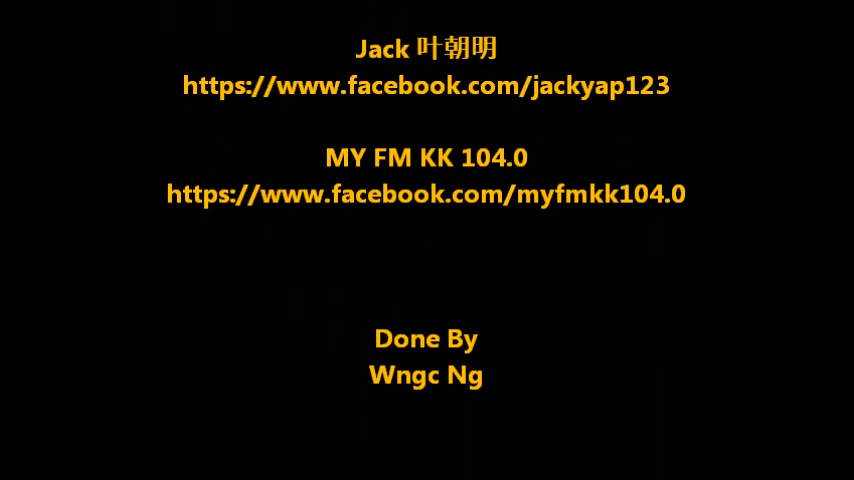 Jack 叶朝明
https://www.facebook.com/jackyap123
MY FM KK 104.0
https://www.facebook.com/myfmkk104.0
Done By
Wngc Ng